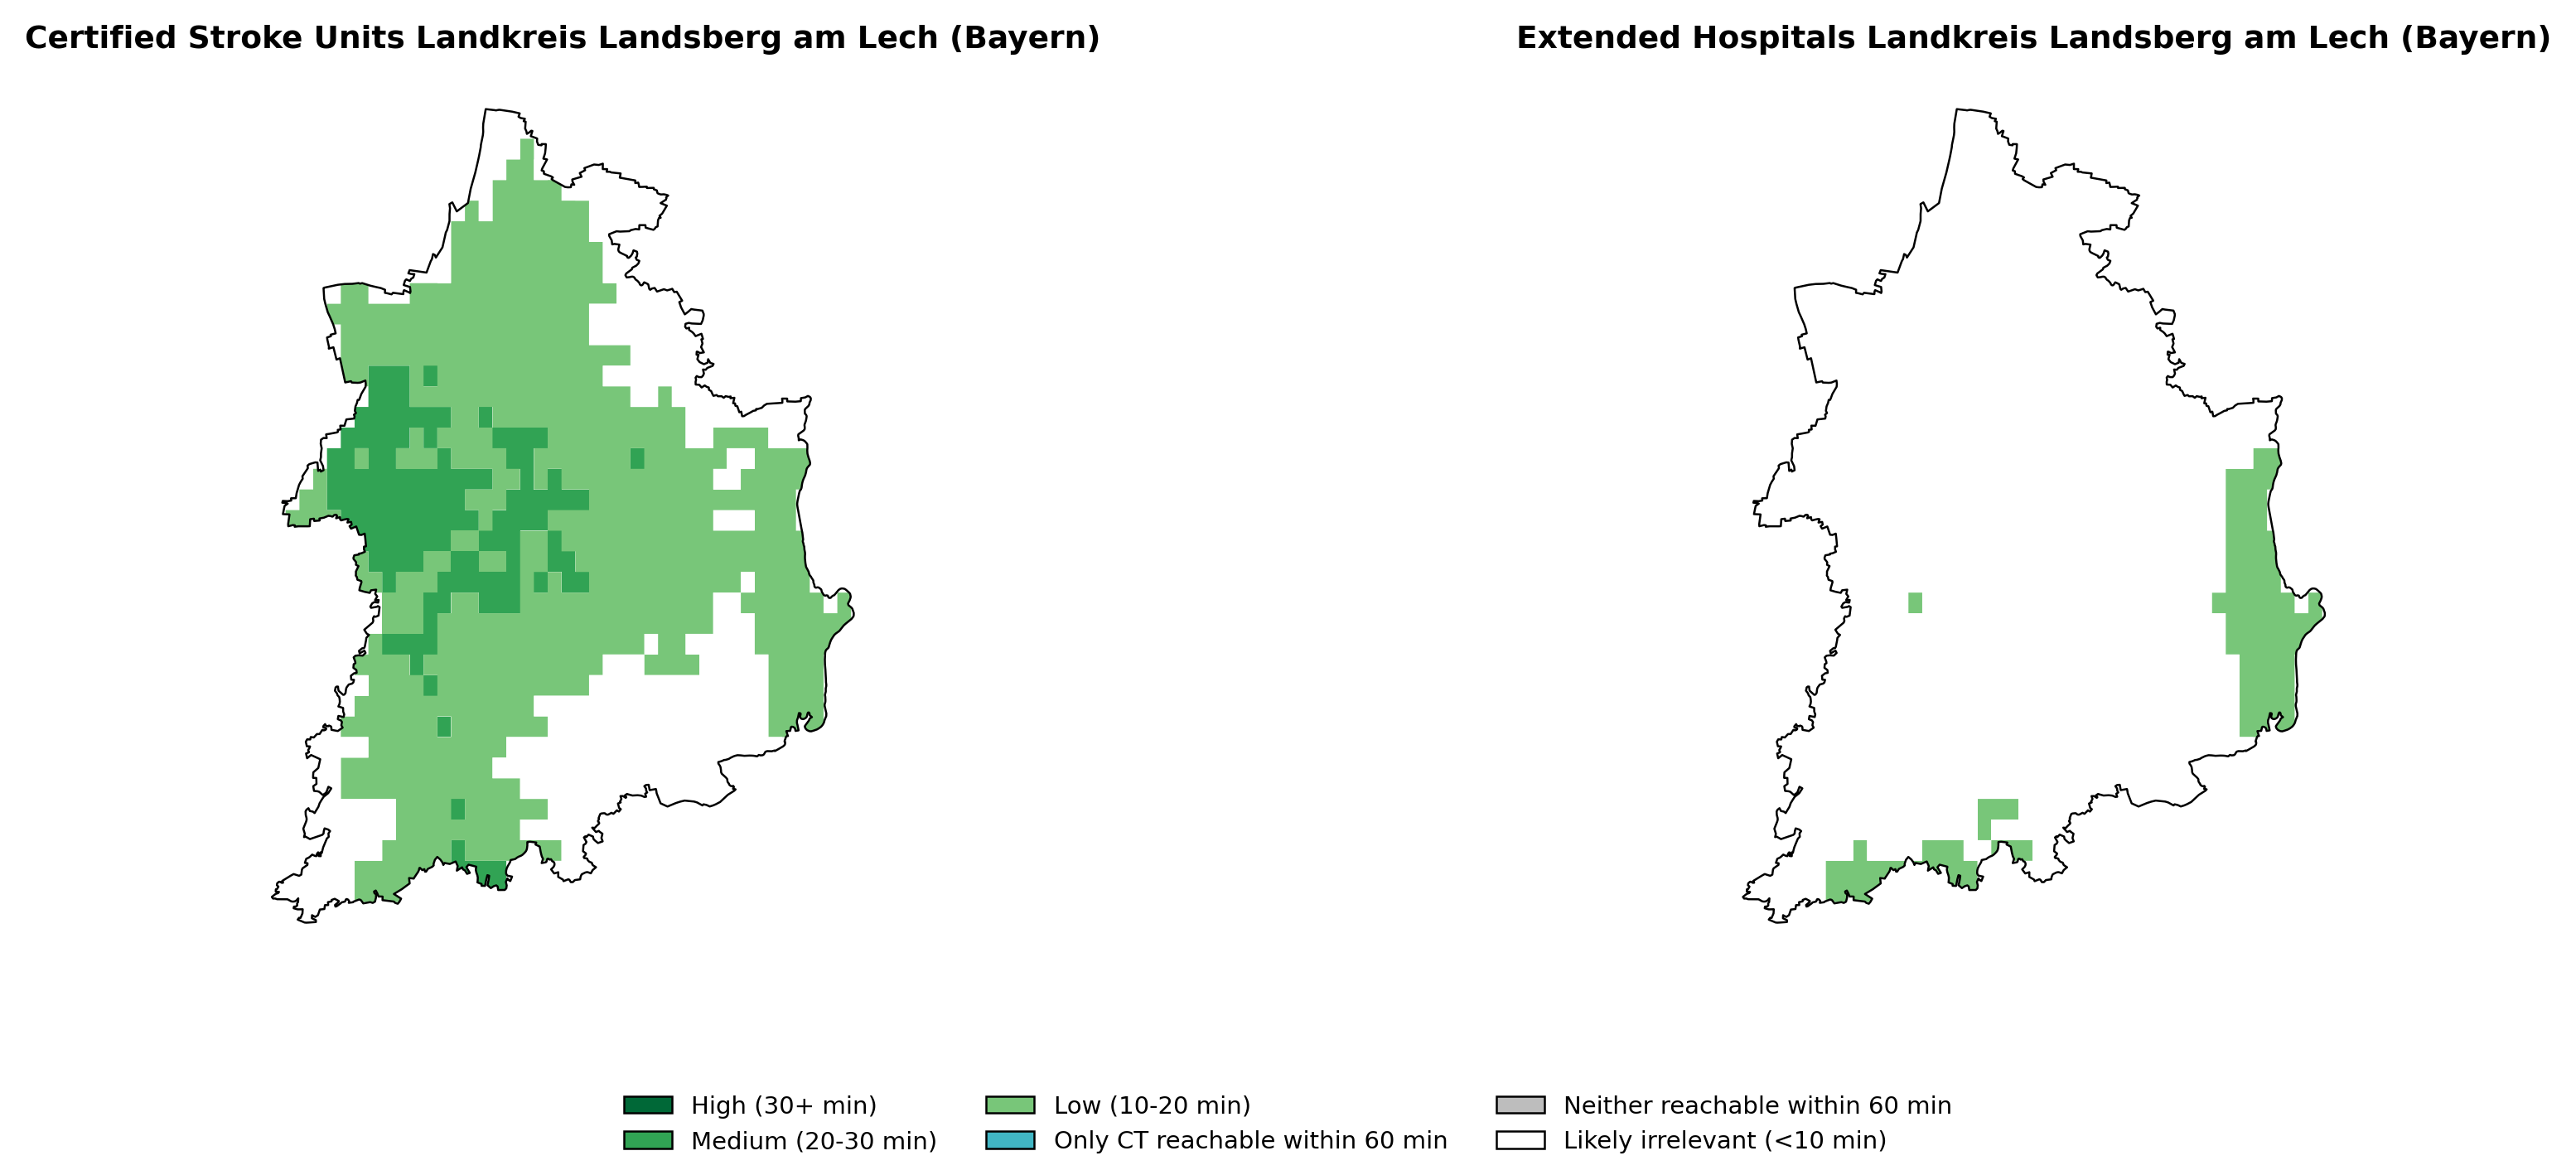 Certified Stroke Units Landkreis Landsberg am Lech (Bayern)
Extended Hospitals Landkreis Landsberg am Lech (Bayern)
High (30+ min)
Medium (20-30 min)
Low (10-20 min)
Only CT reachable within 60 min
Neither reachable within 60 min
Likely irrelevant (<10 min)